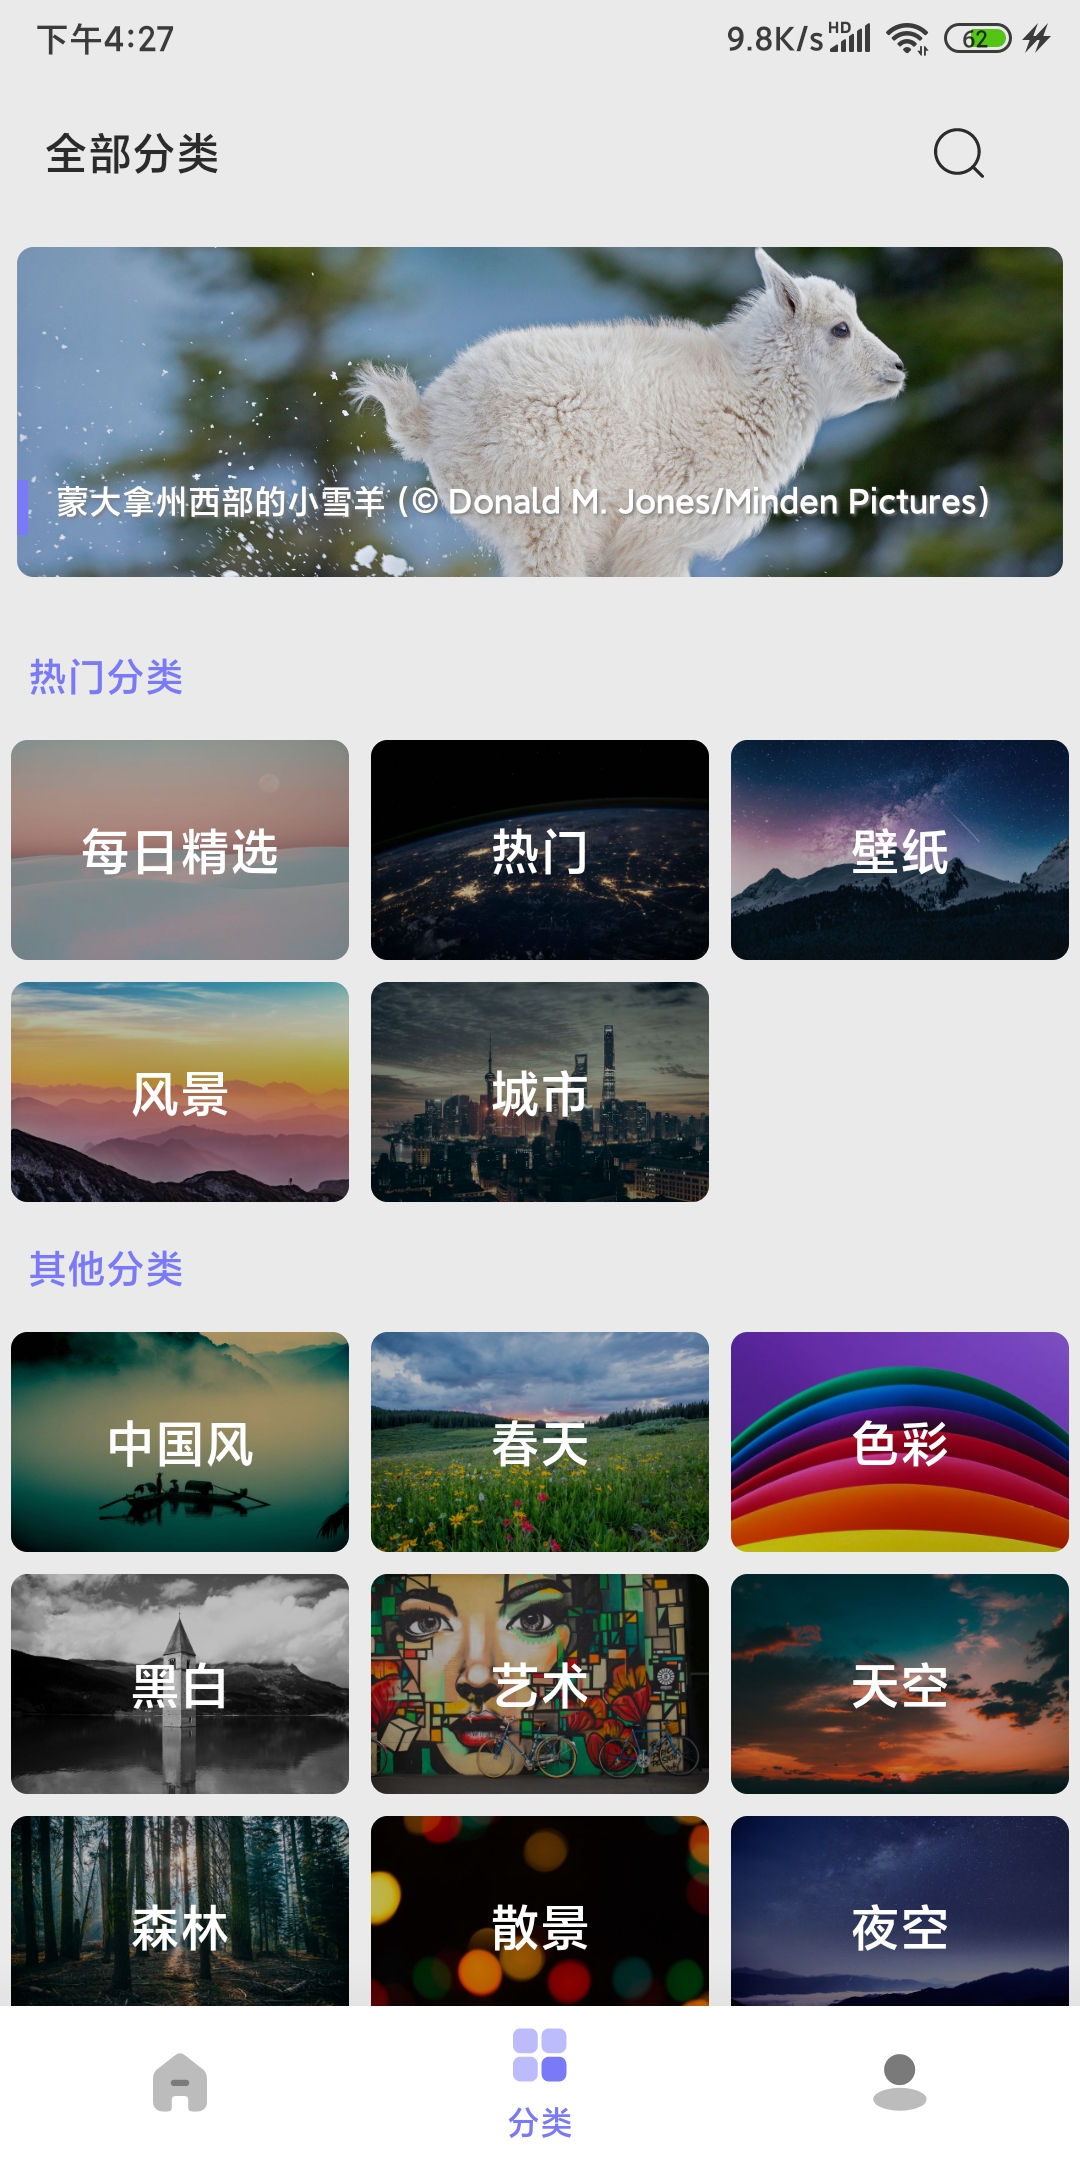 下午4:27
9.8K/s HD 62
全部分类
蒙大拿州西部的小雪羊 (© Donald M. Jones/Minden Pictures)
热门分类
每日精选
热门
壁纸
风景
城市
其他分类
中国风
春天
色彩
黑白
艺术
天空
森林
散景
夜空
分类